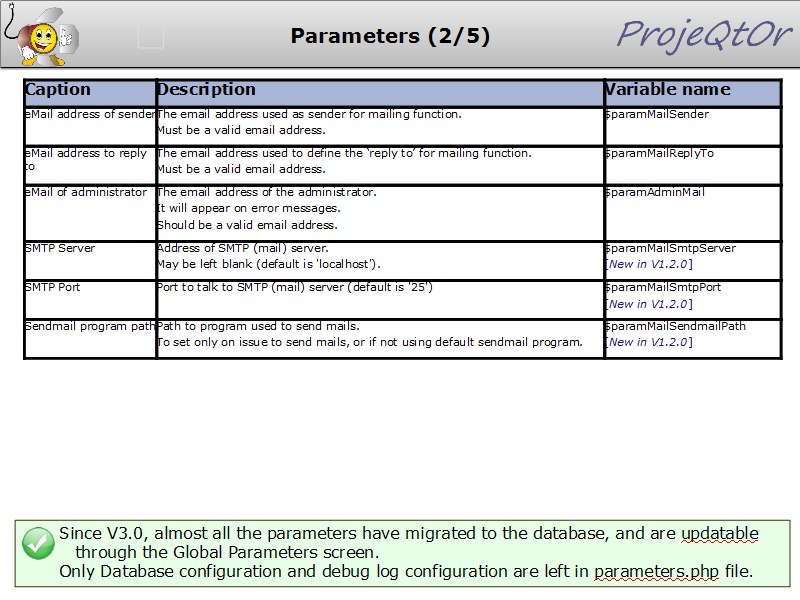 Parameters (2/5)
ProjeQtOr
Caption Description Variable name
eMail address of sender The email address used as sender for mailing function. $paramMailSender
Must be a valid email address.
eMail address to reply The email address used to define the ‘reply to’ for mailing function. $paramMailReplyTo
to Must be a valid email address.
eMail of administrator The email address of the administrator. $paramAdminMail
It will appear on error messages.
Should be a valid email address.
SMTP Server Address of SMTP (mail) server. $paramMailSmtpServer
May be left blank (default is 'localhost'). [New in V1.2.0]
SMTP Port Port to talk to SMTP (mail) server (default is '25') $paramMailSmtpPort
[New in V1.2.0]
Sendmail program path Path to program used to send mails. $paramMailSendmailPath
To set only on issue to send mails, or if not using default sendmail program. [New in V1.2.0]
Since V3.0, almost all the parameters have migrated to the database, and are updatable
through the Global Parameters screen.
Only Database configuration and debug log configuration are left in parameters.php file.